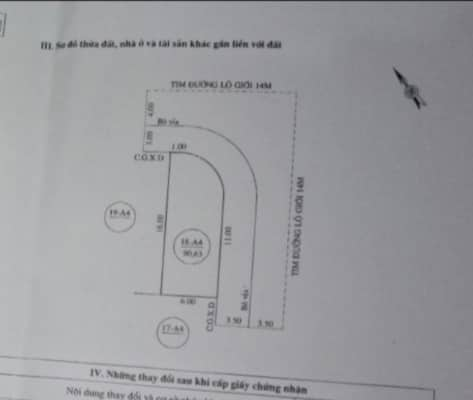 III. Sơ đồ thửa đất, nhà ở và tài sản khác gắn liền với đất
TIM ĐƯỜNG LỘ GIỚI 14M
4.00
Bó vỉa
3.00
1.00
C.G.X.D
19-A4
16.00
18-A4
90,63
11.00
TIM ĐƯỜNG LỘ GIỚI 14M
Bó vỉa
6.00
C.G.X.D
3.50
3.50
17-A4
IV. Những thay đổi sau khi cấp giấy chứng nhận
Nội dung thay đổi và cơ